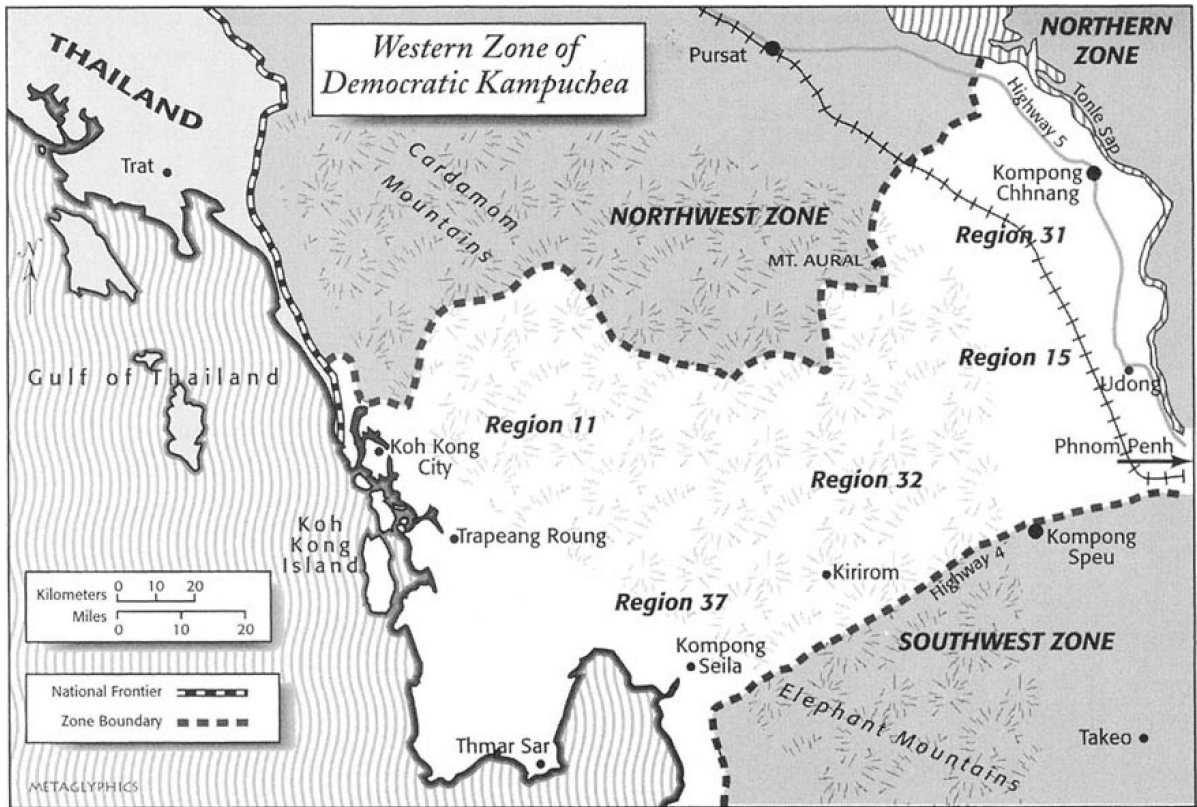 Western Zone of
Democratic Kampuchea
THAILAND
Trat
N
Gulf of Thailand
Cardamom
Mountains
NORTHWEST ZONE
MT. AURAL
Pursat
NORTHERN
ZONE
Highway 5
Tonle Sap
Kompong
Chhnang
Region 31
Region 15
Udong
Phnom Penh
Region 11
Region 32
Koh Kong
City
Koh
Kong
Island
Trapeang Roung
Kirirom
Highway 4
Kompong
Speu
Region 37
Kompong
Seila
SOUTHWEST ZONE
Elephant Mountains
Takeo
Thmar Sar
Kilometers 0 10 20
Miles 0 10 20
National Frontier
Zone Boundary
METAGLYPHICS